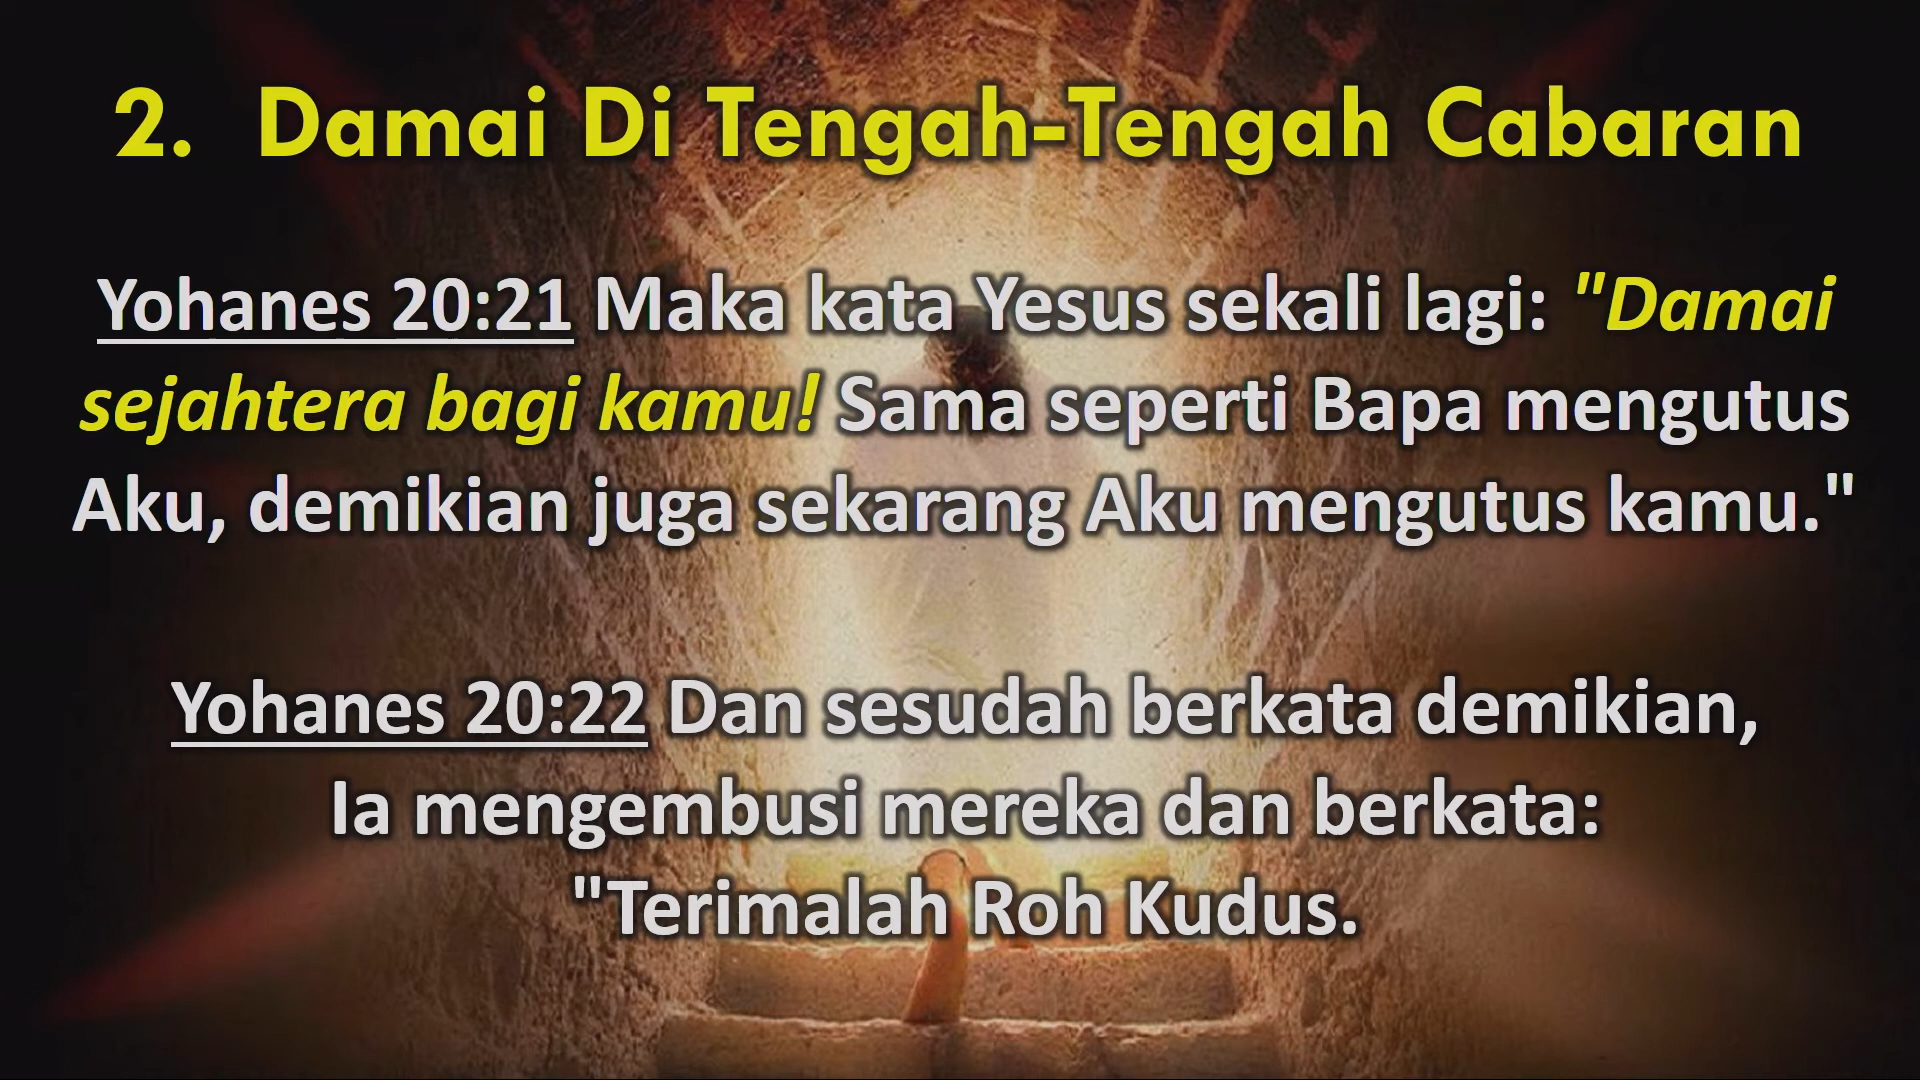 2. Damai Di Tengah-Tengah Cabaran
Yohanes 20:21 Maka kata Yesus sekali lagi: "Damai
sejahtera bagi kamu! Sama seperti Bapa mengutus
Aku, demikian juga sekarang Aku mengutus kamu."
Yohanes 20:22 Dan sesudah berkata demikian,
Ia mengembusi mereka dan berkata:
"Terimalah Roh Kudus.